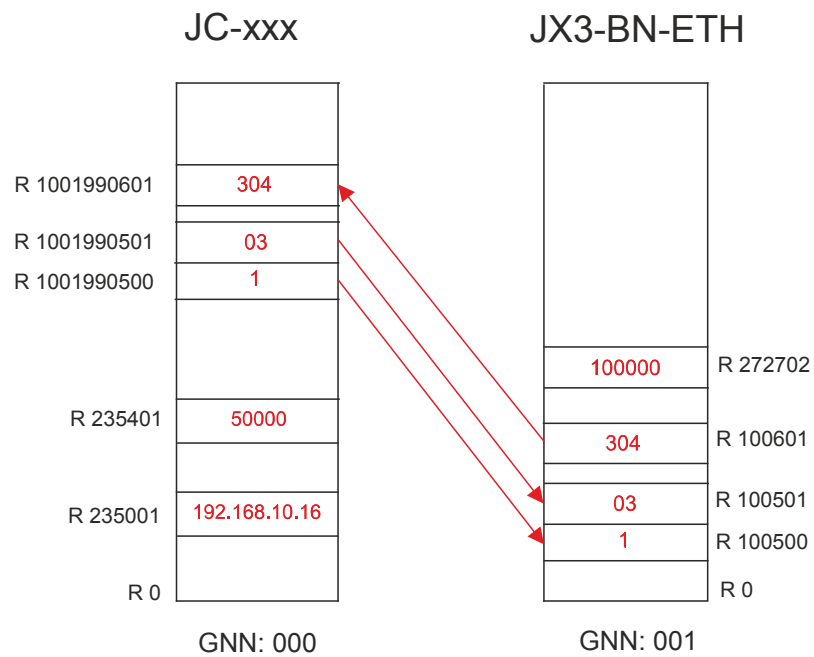 JC-xxx
JX3-BN-ETH
R 1001990601
304
R 1001990501
03
R 1001990500
1
100000
R 272702
R 235401
50000
304
R 100601
R 235001
192.168.10.16
03
R 100501
1
R 100500
R 0
R 0
GNN: 000
GNN: 001